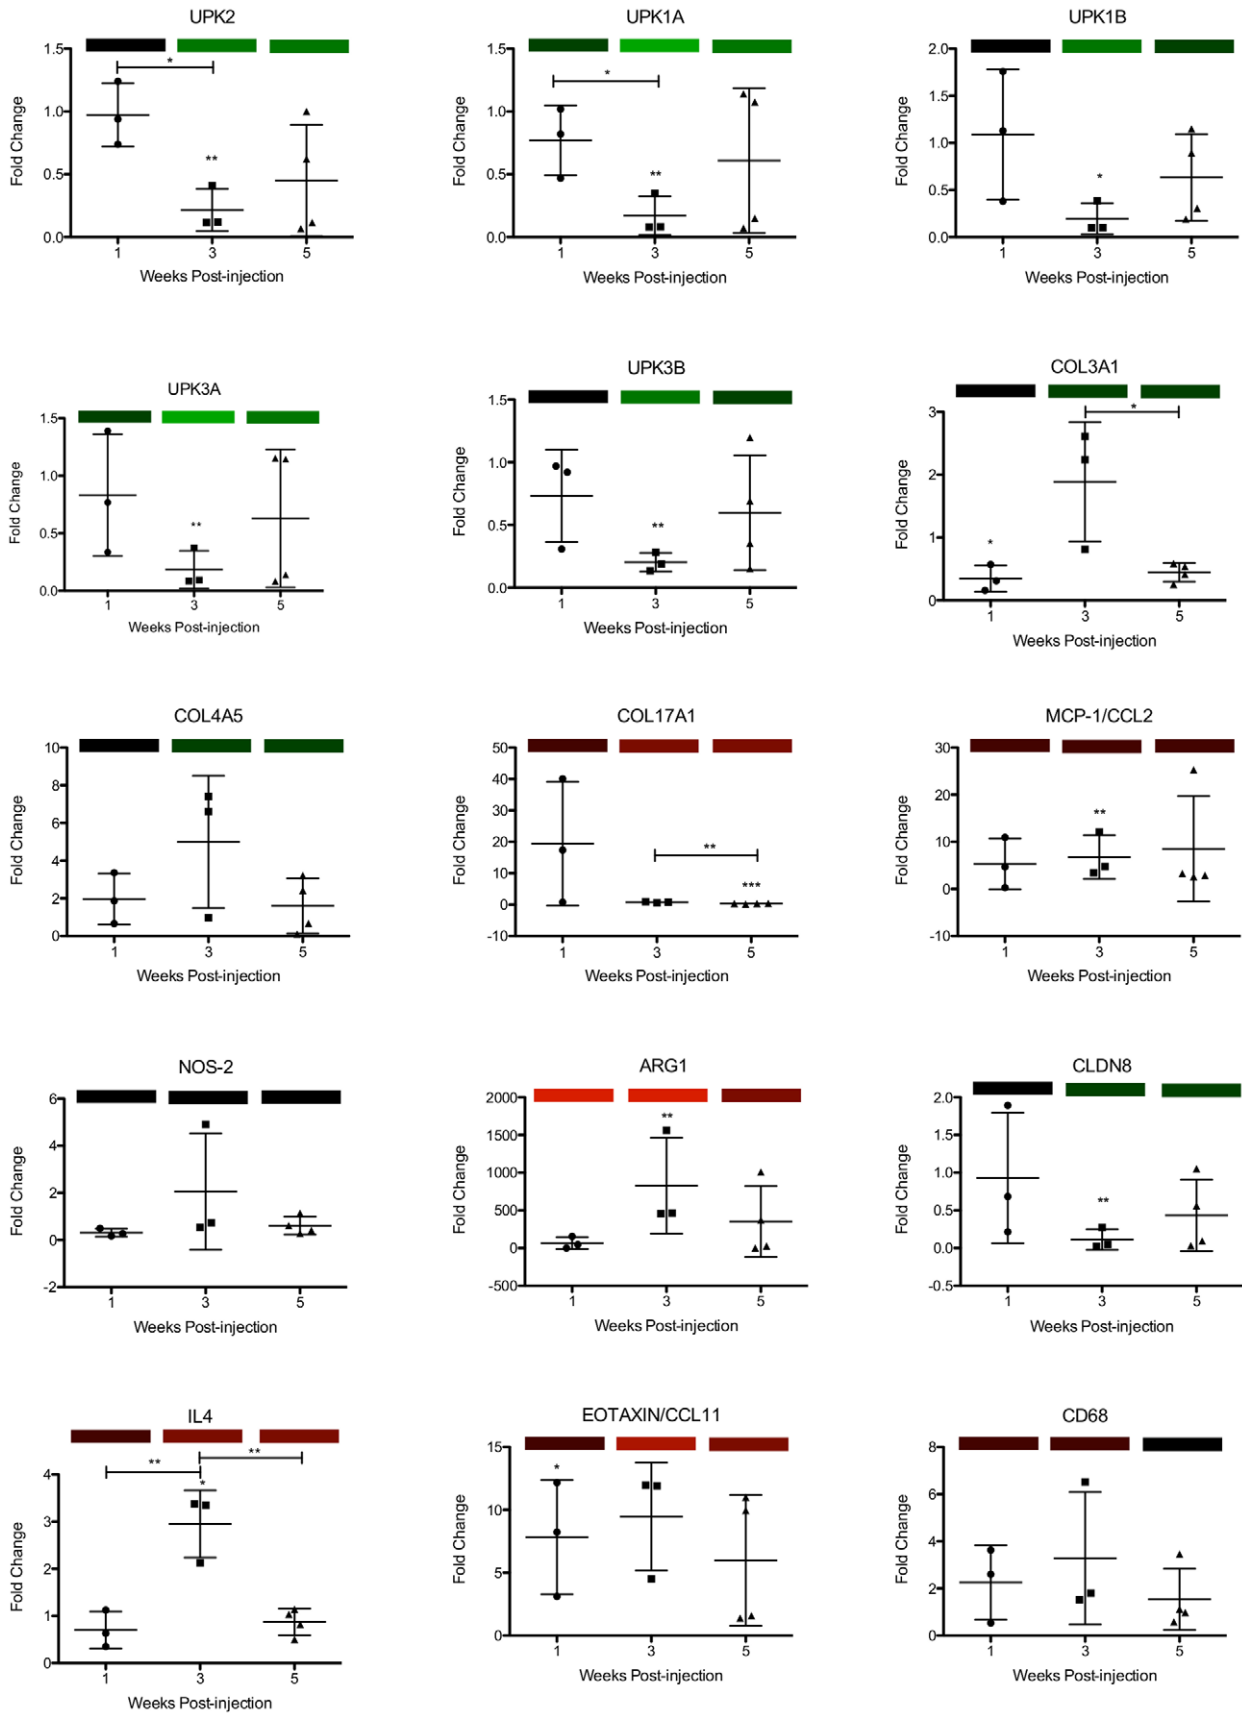 UPK2
1.5
1.0
0.5
0.0
Fold Change
*
**
1 3 5
Weeks Post-injection
UPK1A
1.5
1.0
0.5
0.0
Fold Change
*
**
1 3 5
Weeks Post-injection
UPK1B
2.0
1.5
1.0
0.5
0.0
Fold Change
*
1 3 5
Weeks Post-injection
UPK3A
1.5
1.0
0.5
0.0
Fold Change
**
1 3 5
Weeks Post-injection
UPK3B
1.5
1.0
0.5
0.0
Fold Change
**
1 3 5
Weeks Post-injection
COL3A1
3
2
1
0
Fold Change
*
*
1 3 5
Weeks Post-injection
COL4A5
10
8
6
4
2
0
Fold Change
1 3 5
Weeks Post-injection
COL17A1
50
40
30
20
10
0
-10
Fold Change
**
***
1 3 5
Weeks Post-injection
MCP-1/CCL2
30
20
10
0
-10
Fold Change
**
1 3 5
Weeks Post-injection
NOS-2
6
4
2
0
-2
Fold Change
1 3 5
Weeks Post-injection
ARG1
2000
1500
1000
500
0
-500
Fold Change
**
1 3 5
Weeks Post-injection
CLDN8
2.0
1.5
1.0
0.5
0.0
-0.5
Fold Change
**
1 3 5
Weeks Post-injection
IL4
4
3
2
1
0
Fold Change
**
**
*
1 3 5
Weeks Post-injection
EOTAXIN/CCL11
15
10
5
0
Fold Change
*
1 3 5
Weeks Post-injection
CD68
8
6
4
2
0
Fold Change
1 3 5
Weeks Post-injection